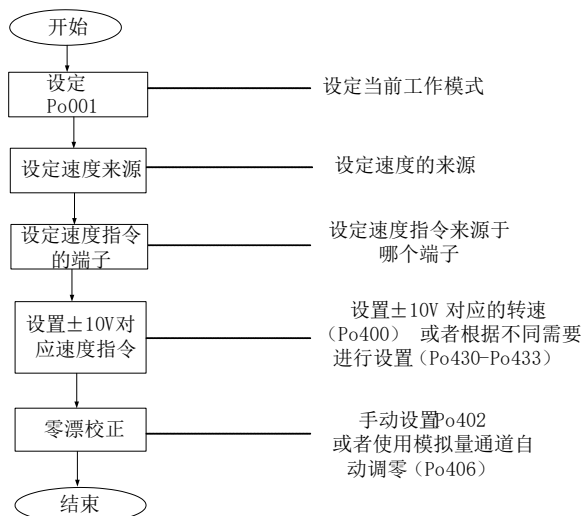 开始
设定
Po001
设定当前工作模式
设定速度来源
设定速度的来源
设定速度指令
的端子
设定速度指令来源于
哪个端子
设置±10V对
应速度指令
设置±10V 对应的转速
（Po400） 或者根据不同需要
进行设置（Po430-Po433）
零漂校正
手动设置Po402
或者使用模拟量通道自
动调零（Po406）
结束